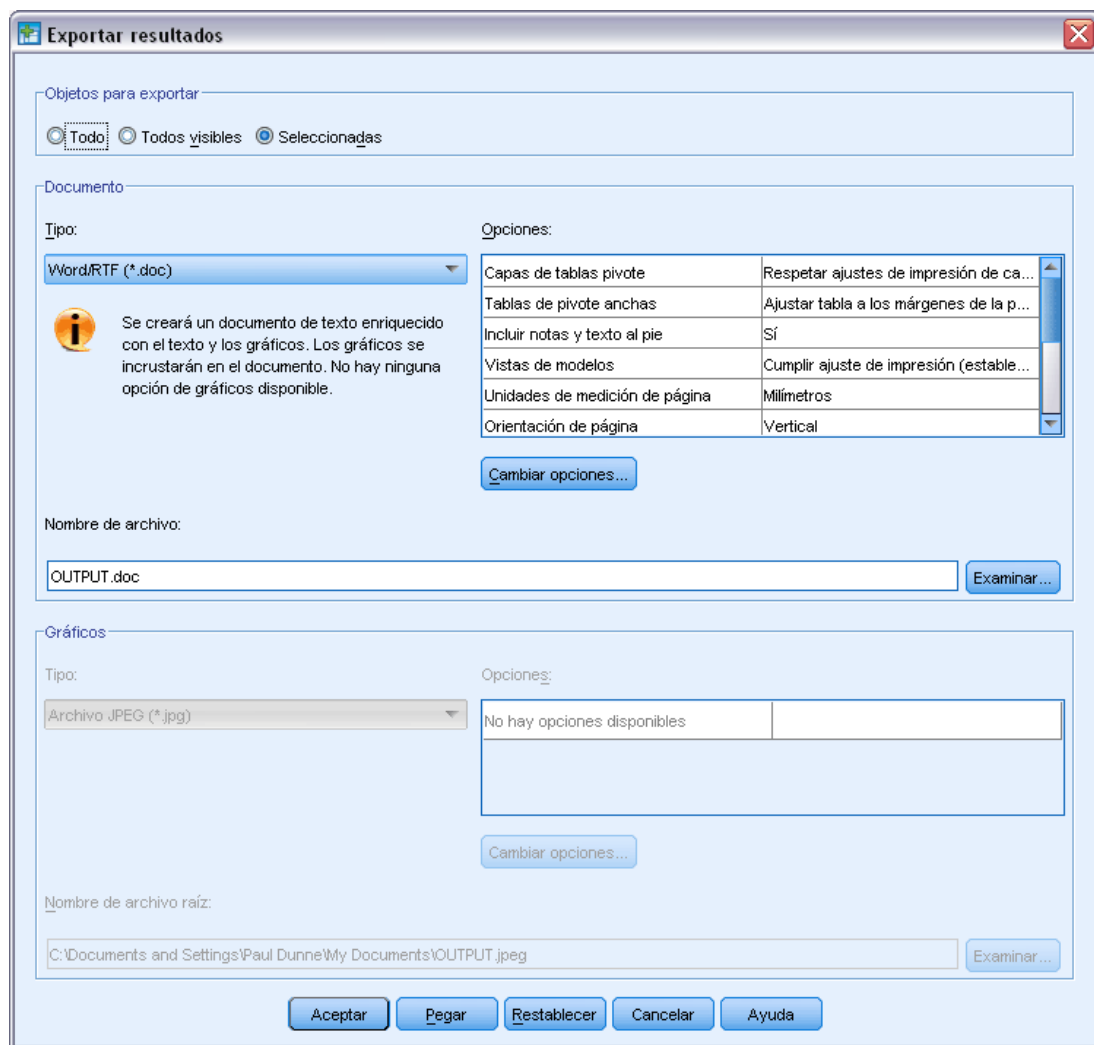 Exportar resultados
Objetos para exportar
Todo Todos visibles Seleccionadas
Documento
Tipo:
Word/RTF (*.doc)
Se creará un documento de texto enriquecido
con el texto y los gráficos. Los gráficos se
incrustarán en el documento. No hay ninguna
opción de gráficos disponible.
Opciones:
Capas de tablas pivote Respetar ajustes de impresión de ca...
Tablas de pivote anchas Ajustar tabla a los márgenes de la p...
Incluir notas y texto al pie Sí
Vistas de modelos Cumplir ajuste de impresión (estable...
Unidades de medición de página Milímetros
Orientación de página Vertical
Cambiar opciones...
Nombre de archivo:
OUTPUT.doc Examinar...
Gráficos
Tipo:
Archivo JPEG (*.jpg)
Opciones:
No hay opciones disponibles
Cambiar opciones...
Nombre de archivo raíz:
C:\Documents and Settings\Paul Dunne\My Documents\OUTPUT.jpeg Examinar...
Aceptar Pegar Restablecer Cancelar Ayuda